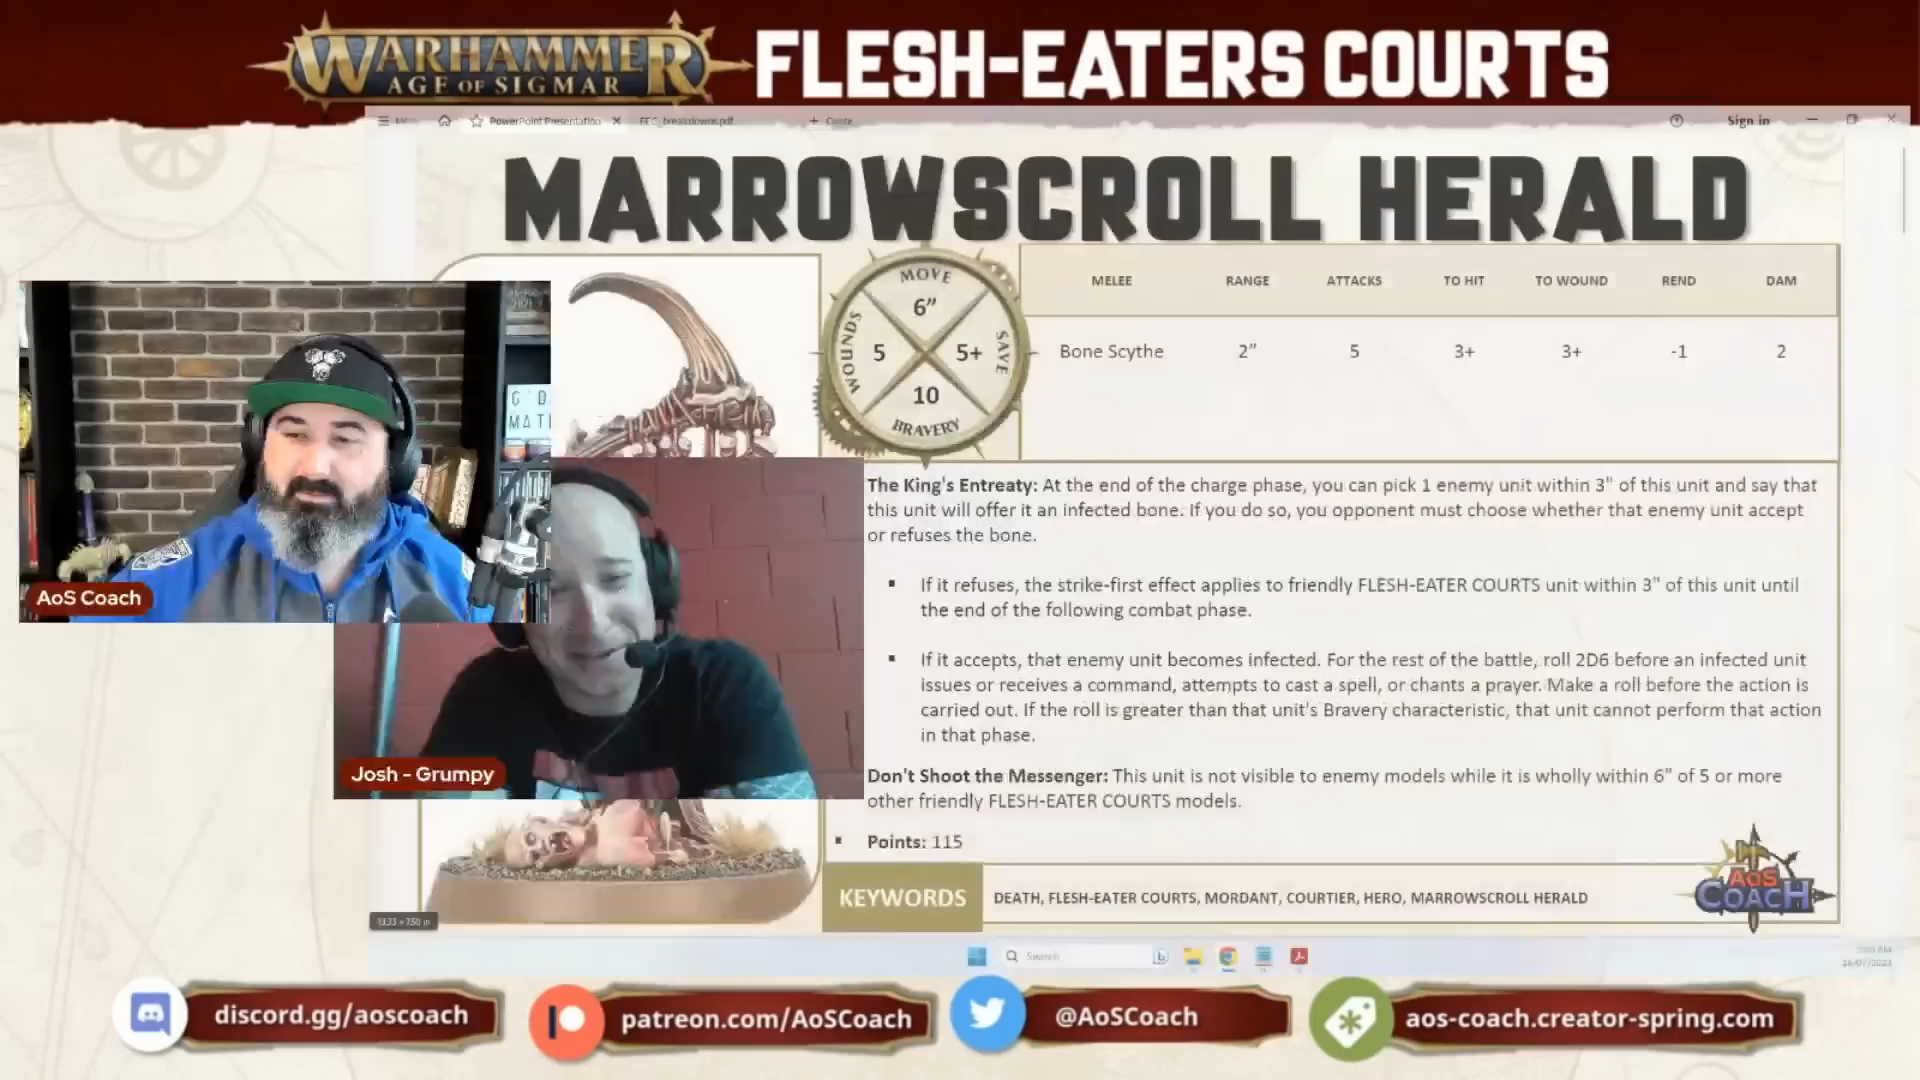 WARHAMMER
AGE OF SIGMAR
FLESH-EATERS COURTS
PowerPoint Presentation
FEC_breakdowns.pdf
+ Create
Sign in
MARROWSCROLL HERALD
MOVE
6”
WOUNDS
5
5+
SAVE
10
BRAVERY
MELEE RANGE ATTACKS TO HIT TO WOUND REND DAM
Bone Scythe 2” 5 3+ 3+ -1 2
G'D
MAT
AoS Coach
Josh - Grumpy
The King's Entreaty: At the end of the charge phase, you can pick 1 enemy unit within 3" of this unit and say that
this unit will offer it an infected bone. If you do so, you opponent must choose whether that enemy unit accept
or refuses the bone.
▪ If it refuses, the strike-first effect applies to friendly FLESH-EATER COURTS unit within 3" of this unit until
the end of the following combat phase.
▪ If it accepts, that enemy unit becomes infected. For the rest of the battle, roll 2D6 before an infected unit
issues or receives a command, attempts to cast a spell, or chants a prayer. Make a roll before the action is
carried out. If the roll is greater than that unit's Bravery characteristic, that unit cannot perform that action
in that phase.
Don't Shoot the Messenger: This unit is not visible to enemy models while it is wholly within 6" of 5 or more
other friendly FLESH-EATER COURTS models.
▪ Points: 115
KEYWORDS
DEATH, FLESH-EATER COURTS, MORDANT, COURTIER, HERO, MARROWSCROLL HERALD
AOS
COACH
13.33 x 7.50 in
Search
discord.gg/aoscoach
patreon.com/AoSCoach
@AoSCoach
aos-coach.creator-spring.com